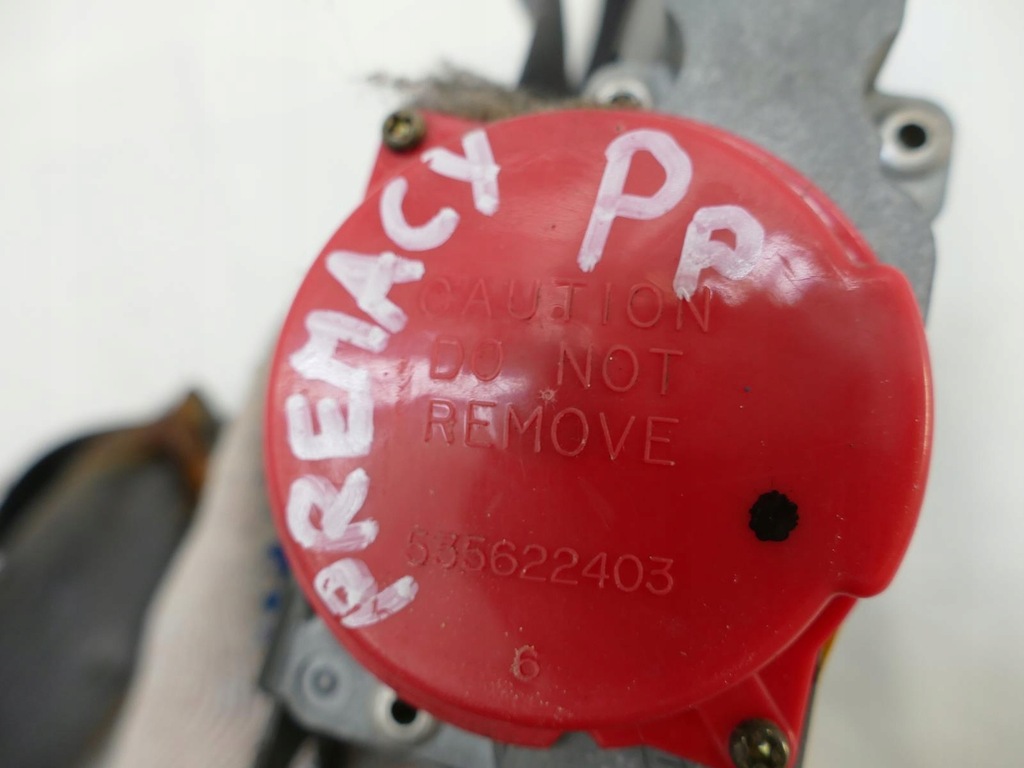 PREMACY
PP
CAUTION
DO NOT
REMOVE
535622403
6